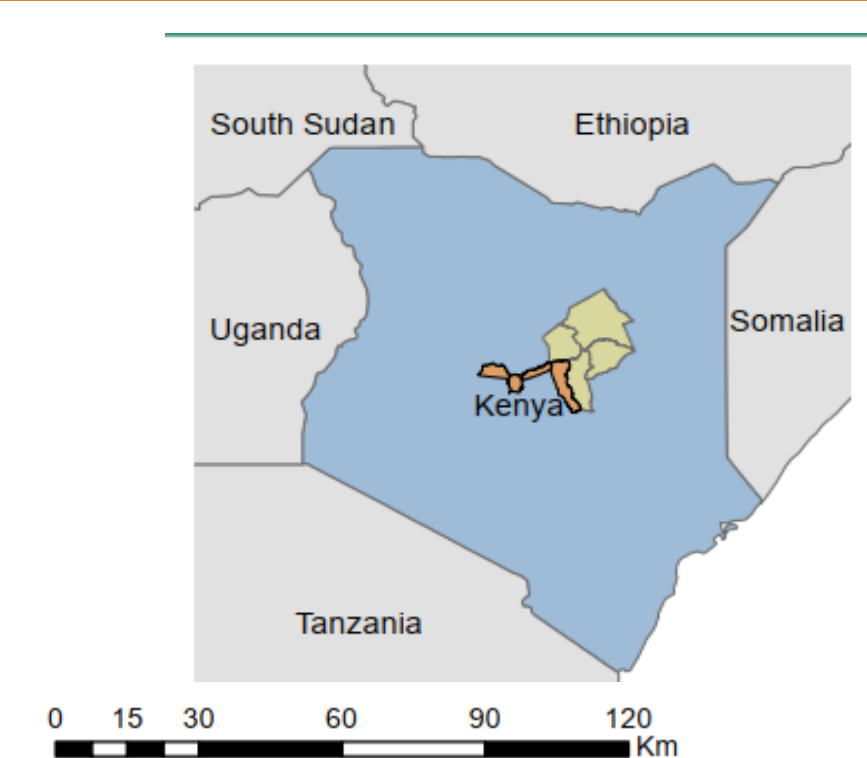 South Sudan
Ethiopia
Uganda
Somalia
Kenya
Tanzania
0 15 30 60 90 120
Km